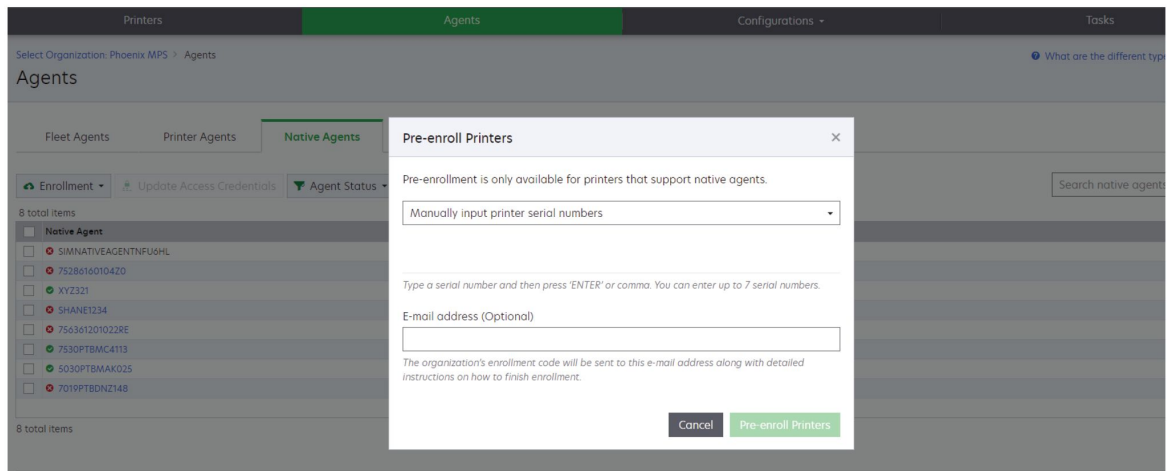 Printers Agents Configurations Tasks
Select Organization: Phoenix MPS > Agents
What are the different type
Agents
Fleet Agents Printer Agents Native Agents
Enrollment Update Access Credentials Agent Status
Search native agents
8 total items
Native Agent
SIMNATIVEAGENTNFU6HL
75286160104Z0
XYZ321
SHANE1234
756361201022RE
7530PTBMC4113
5030PTBMAK025
7019PTBDNZ148
8 total items
Pre-enroll Printers
Pre-enrollment is only available for printers that support native agents.
Manually input printer serial numbers
Type a serial number and then press 'ENTER' or comma. You can enter up to 7 serial numbers.
E-mail address (Optional)
The organization's enrollment code will be sent to this e-mail address along with detailed
instructions on how to finish enrollment.
Cancel Pre-enroll Printers